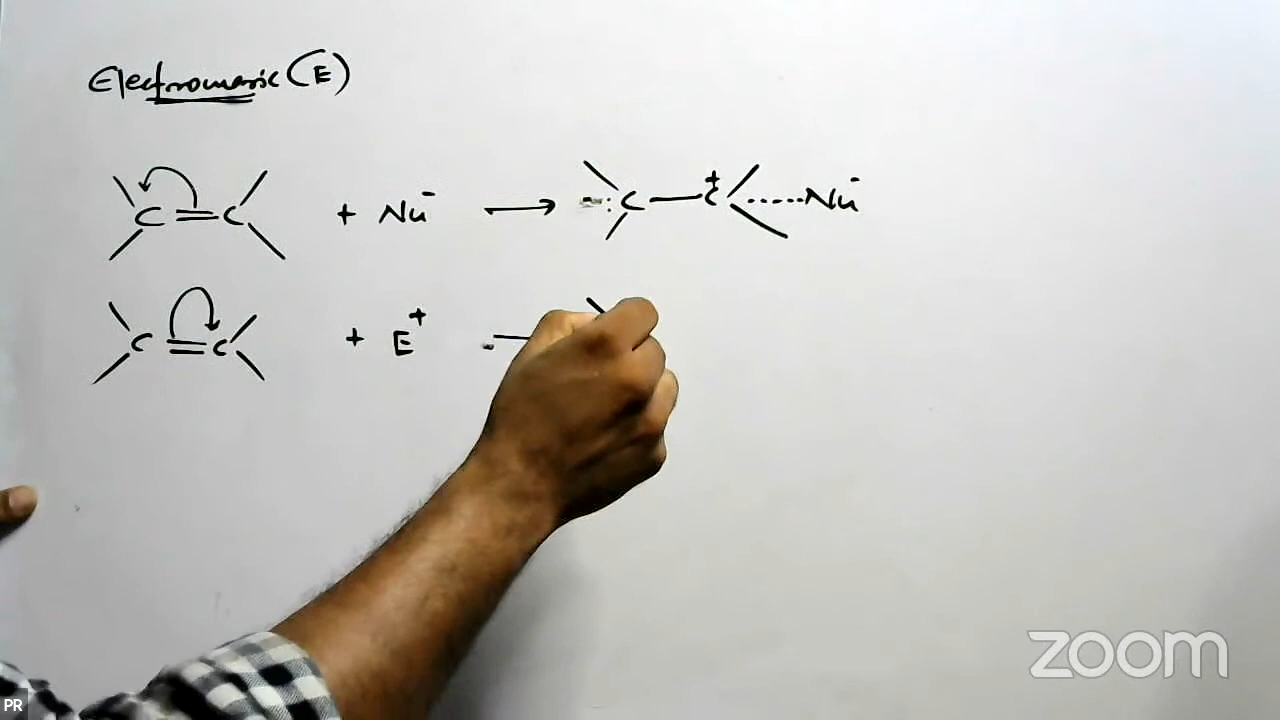 Electromeric (E)
C = C + Nu⁻ → ⁻:C — C⁺ ..... Nu⁻
C = C + E⁺
zoom
PR